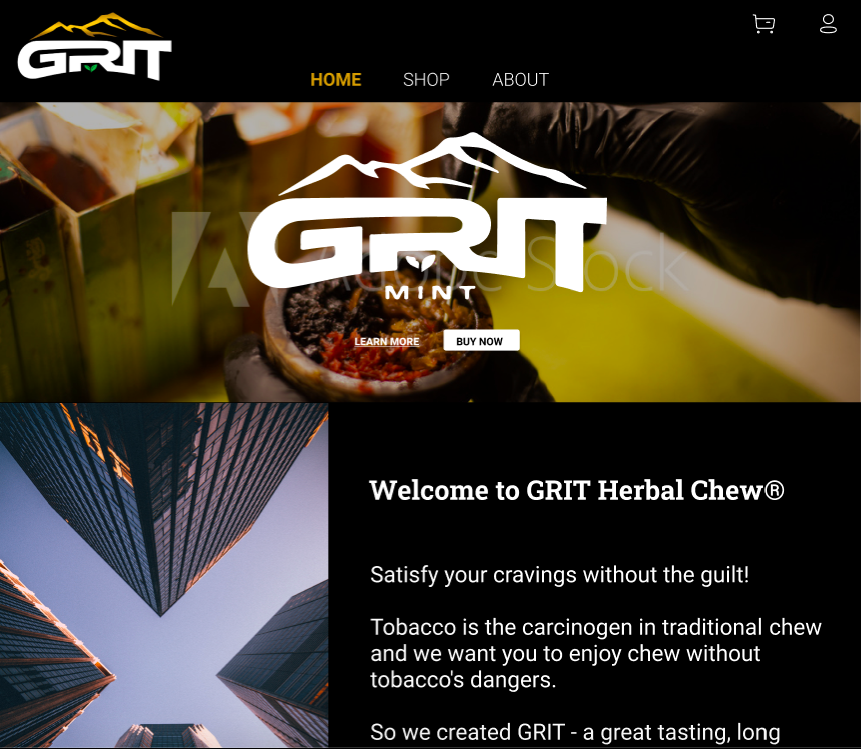 GRIT
HOME SHOP ABOUT
GRIT
Adobe Stock
MINT
LEARN MORE BUY NOW
Welcome to GRIT Herbal Chew®
Satisfy your cravings without the guilt!
Tobacco is the carcinogen in traditional chew
and we want you to enjoy chew without
tobacco's dangers.
So we created GRIT - a great tasting, long